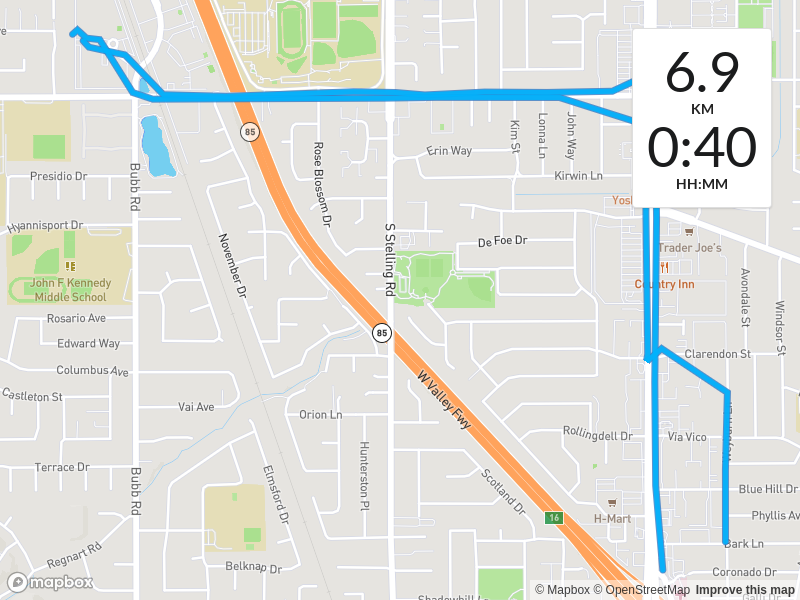 6.9
KM
0:40
HH:MM
85
Kim St
Lonna Ln
John Way
Erin Way
Rose Blossom Dr
Presidio Dr
Bubb Rd
Kirwin Ln
Hyannisport Dr
November Dr
S Stelling Rd
De Foe Dr
Trader Joe's
John F Kennedy
Middle School
Country Inn
Avondale St
Windsor St
Rosario Ave
85
Edward Way
Clarendon St
Columbus Ave
W Valley Fwy
Castleton St
Vai Ave
Orion Ln
Rollingdell Dr
Via Vico
Terrace Dr
Bubb Rd
Elmsford Dr
Hunterston Pl
Scotland Dr
Blue Hill Dr
H-Mart
16
Phyllis Av
Regnart Rd
Bark Ln
Belknap Dr
Coronado Dr
mapbox
© Mapbox © OpenStreetMap Improve this map